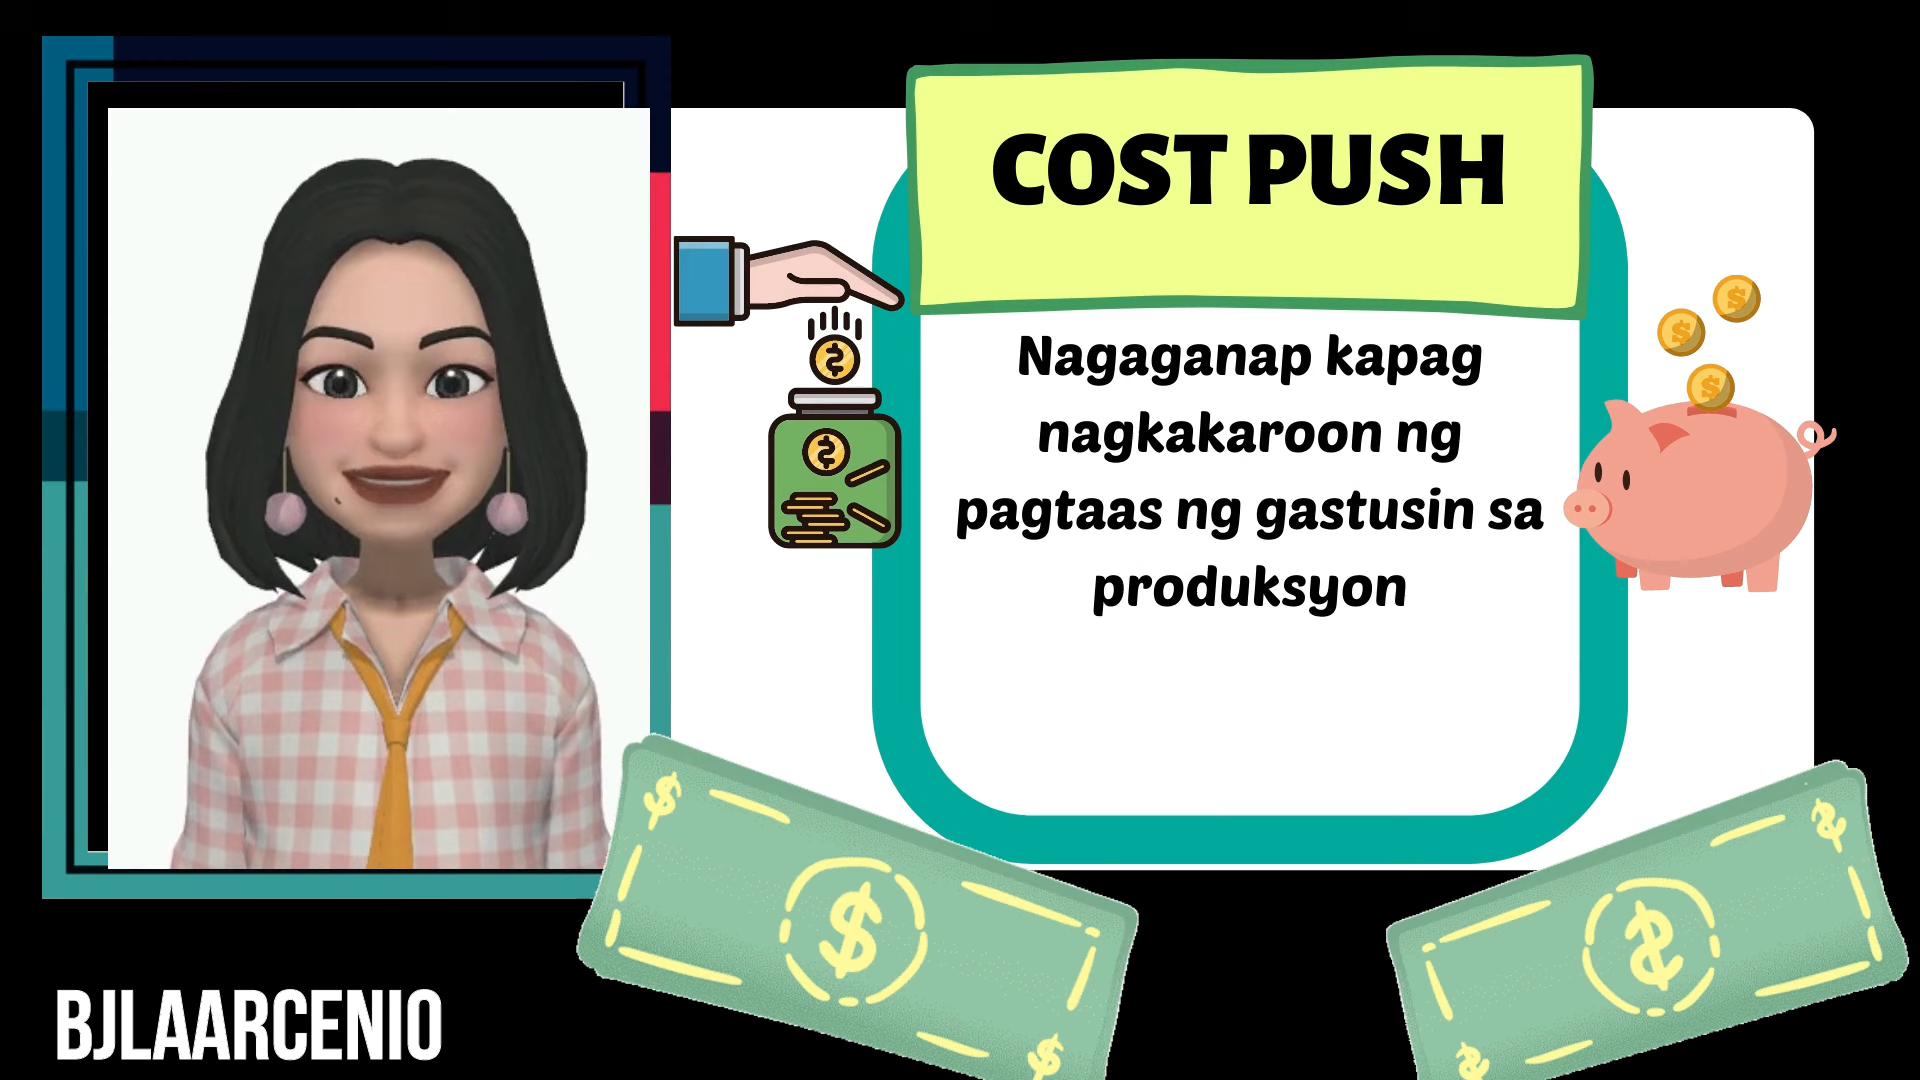 COST PUSH
Nagaganap kapag
nagkakaroon ng
pagtaas ng gastusin sa
produksyon
BJLAARCENIO